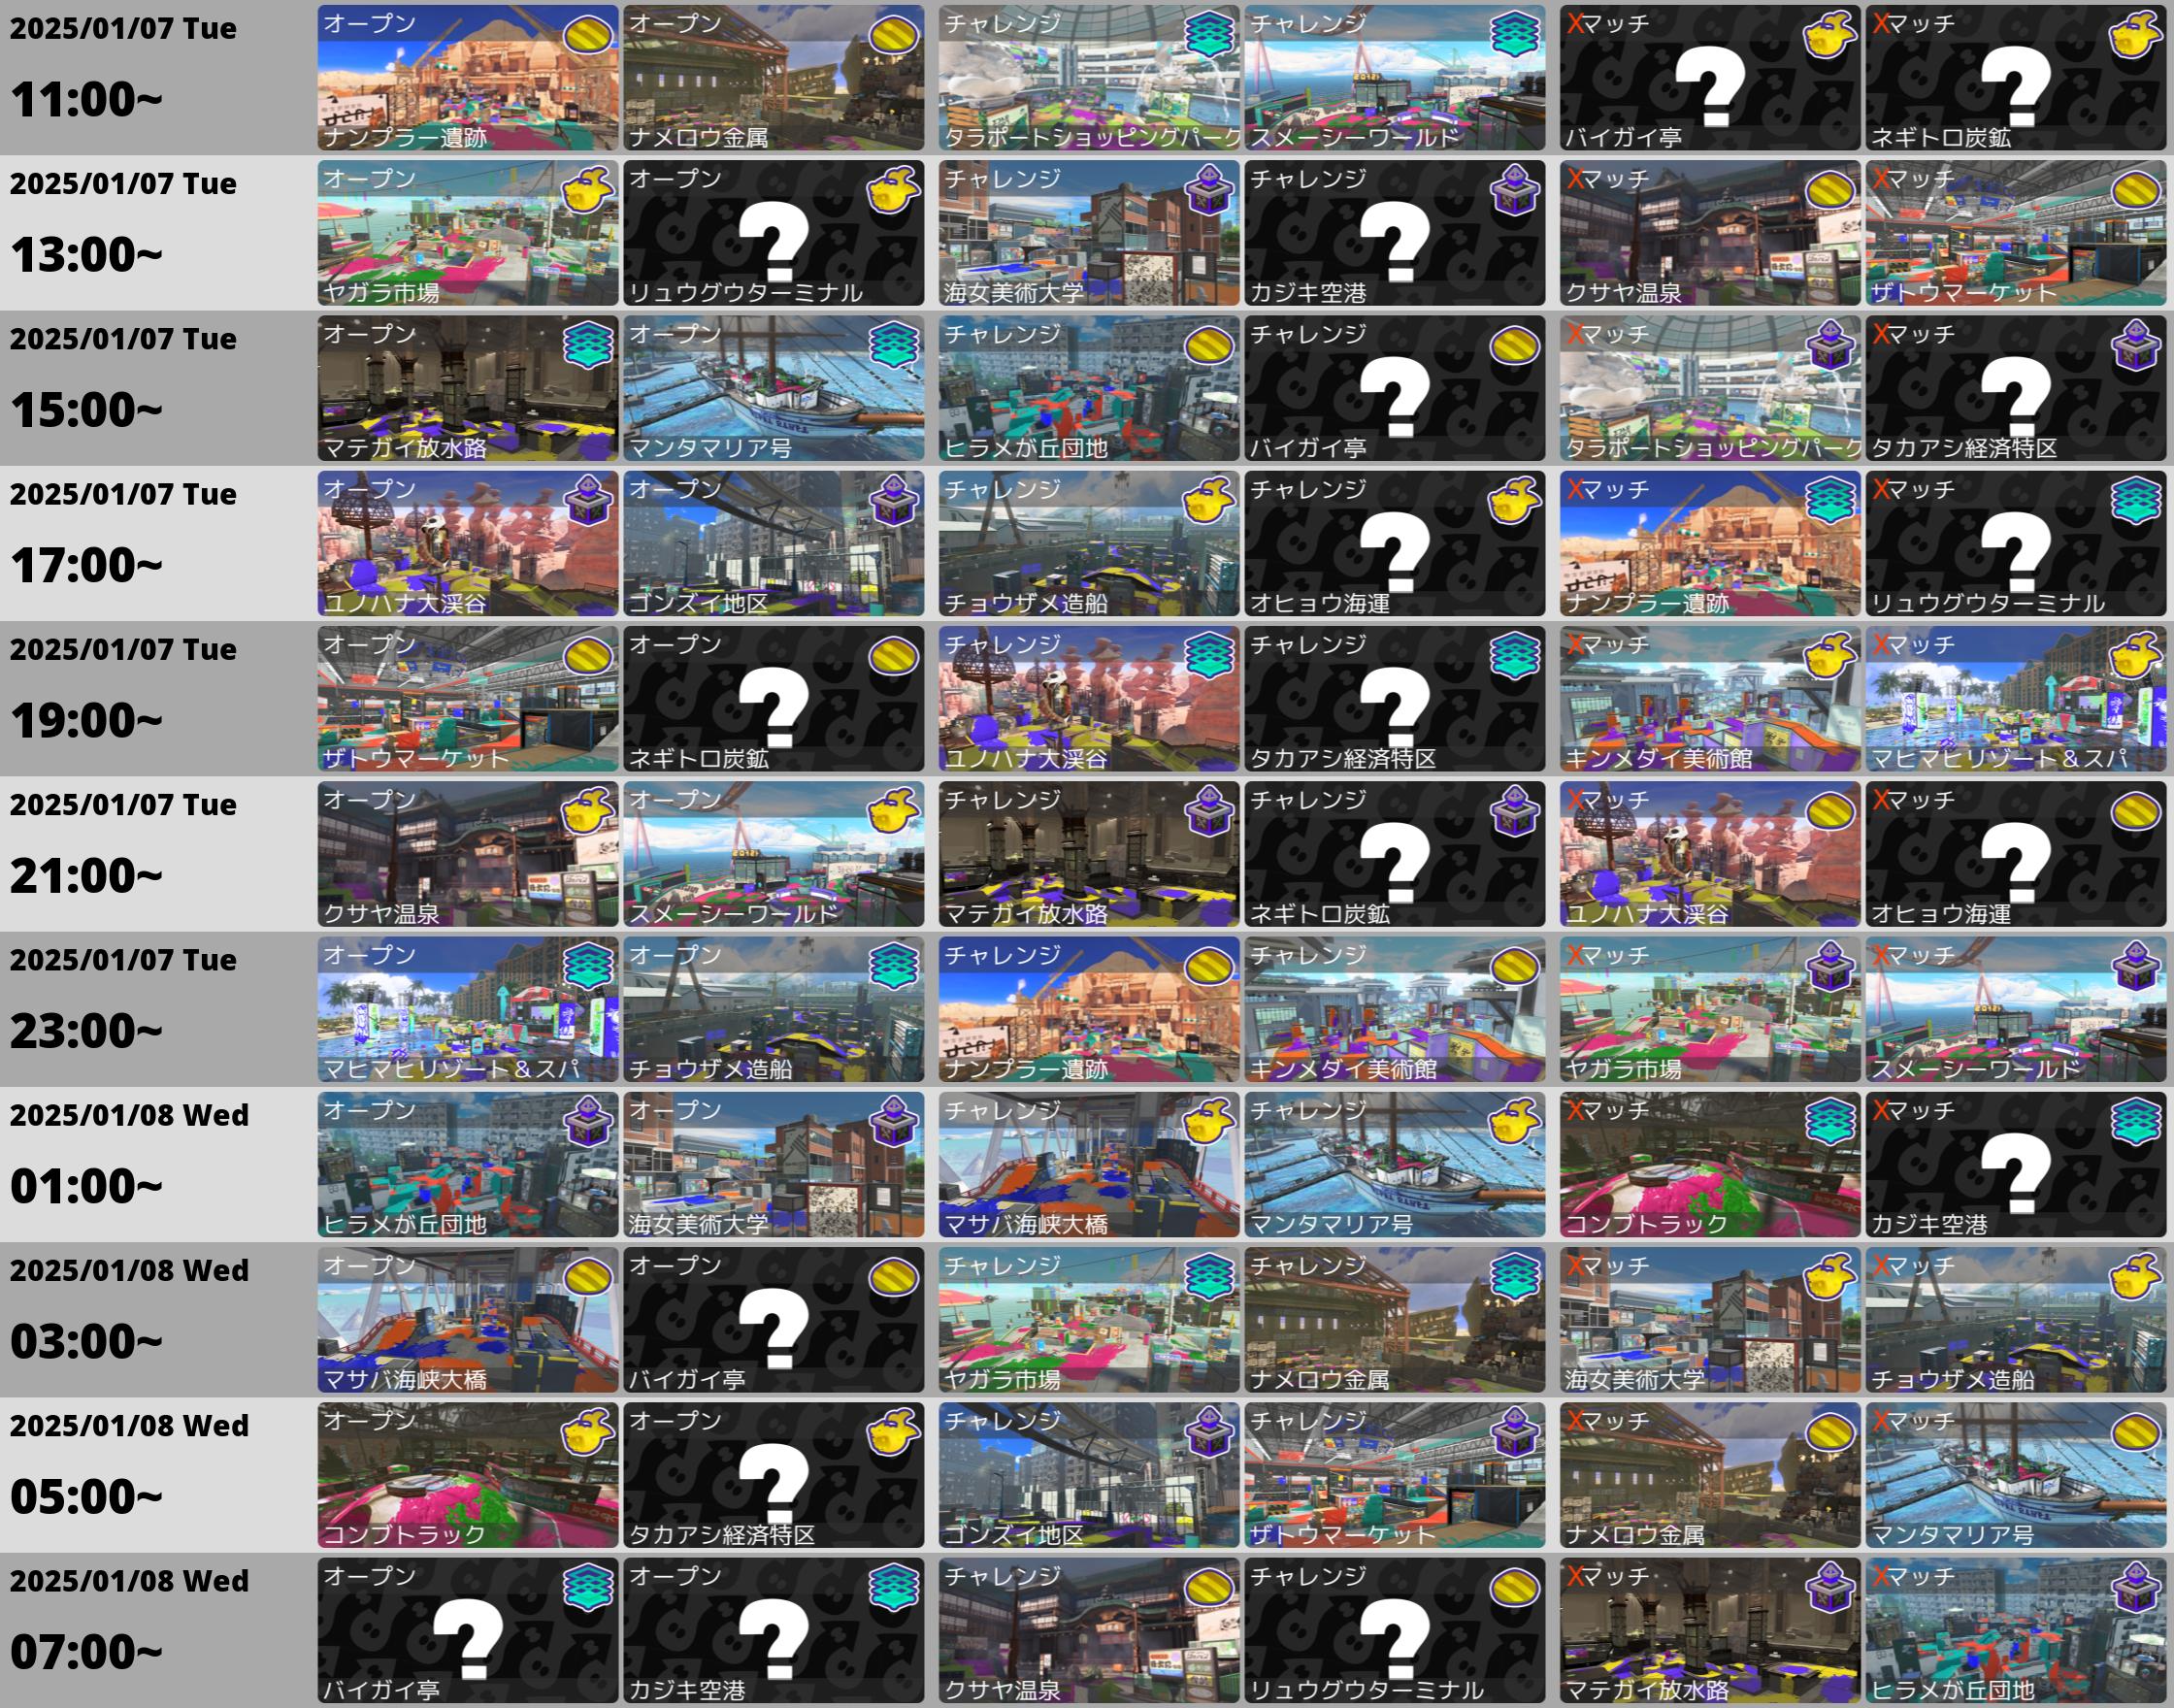 2025/01/07 Tue
11:00~
オープン
ナンプラー遺跡
オープン
ナメロウ金属
チャレンジ
タラポートショッピングパーク
チャレンジ
スメーシーワールド
Xマッチ
バイガイ亭
Xマッチ
ネギトロ炭鉱
2025/01/07 Tue
13:00~
オープン
ヤガラ市場
オープン
リュウグウターミナル
チャレンジ
海女美術大学
チャレンジ
カジキ空港
Xマッチ
クサヤ温泉
Xマッチ
ザトウマーケット
2025/01/07 Tue
15:00~
オープン
マテガイ放水路
オープン
マンタマリア号
チャレンジ
ヒラメが丘団地
チャレンジ
バイガイ亭
Xマッチ
タラポートショッピングパーク
Xマッチ
タカアシ経済特区
2025/01/07 Tue
17:00~
オープン
ユノハナ大渓谷
オープン
ゴンズイ地区
チャレンジ
チョウザメ造船
チャレンジ
オヒョウ海運
Xマッチ
ナンプラー遺跡
Xマッチ
リュウグウターミナル
2025/01/07 Tue
19:00~
オープン
ザトウマーケット
オープン
ネギトロ炭鉱
チャレンジ
ユノハナ大渓谷
チャレンジ
タカアシ経済特区
Xマッチ
キンメダイ美術館
Xマッチ
マヒマヒリゾート&スパ
2025/01/07 Tue
21:00~
オープン
クサヤ温泉
オープン
スメーシーワールド
チャレンジ
マテガイ放水路
チャレンジ
ネギトロ炭鉱
Xマッチ
ユノハナ大渓谷
Xマッチ
オヒョウ海運
2025/01/07 Tue
23:00~
オープン
マヒマヒリゾート&スパ
オープン
チョウザメ造船
チャレンジ
ナンプラー遺跡
チャレンジ
キンメダイ美術館
Xマッチ
ヤガラ市場
Xマッチ
スメーシーワールド
2025/01/08 Wed
01:00~
オープン
ヒラメが丘団地
オープン
海女美術大学
チャレンジ
マサバ海峡大橋
チャレンジ
マンタマリア号
Xマッチ
コンブトラック
Xマッチ
カジキ空港
2025/01/08 Wed
03:00~
オープン
マサバ海峡大橋
オープン
バイガイ亭
チャレンジ
ヤガラ市場
チャレンジ
ナメロウ金属
Xマッチ
海女美術大学
Xマッチ
チョウザメ造船
2025/01/08 Wed
05:00~
オープン
コンブトラック
オープン
タカアシ経済特区
チャレンジ
ゴンズイ地区
チャレンジ
ザトウマーケット
Xマッチ
ナメロウ金属
Xマッチ
マンタマリア号
2025/01/08 Wed
07:00~
オープン
バイガイ亭
オープン
カジキ空港
チャレンジ
クサヤ温泉
チャレンジ
リュウグウターミナル
Xマッチ
マテガイ放水路
Xマッチ
ヒラメが丘団地